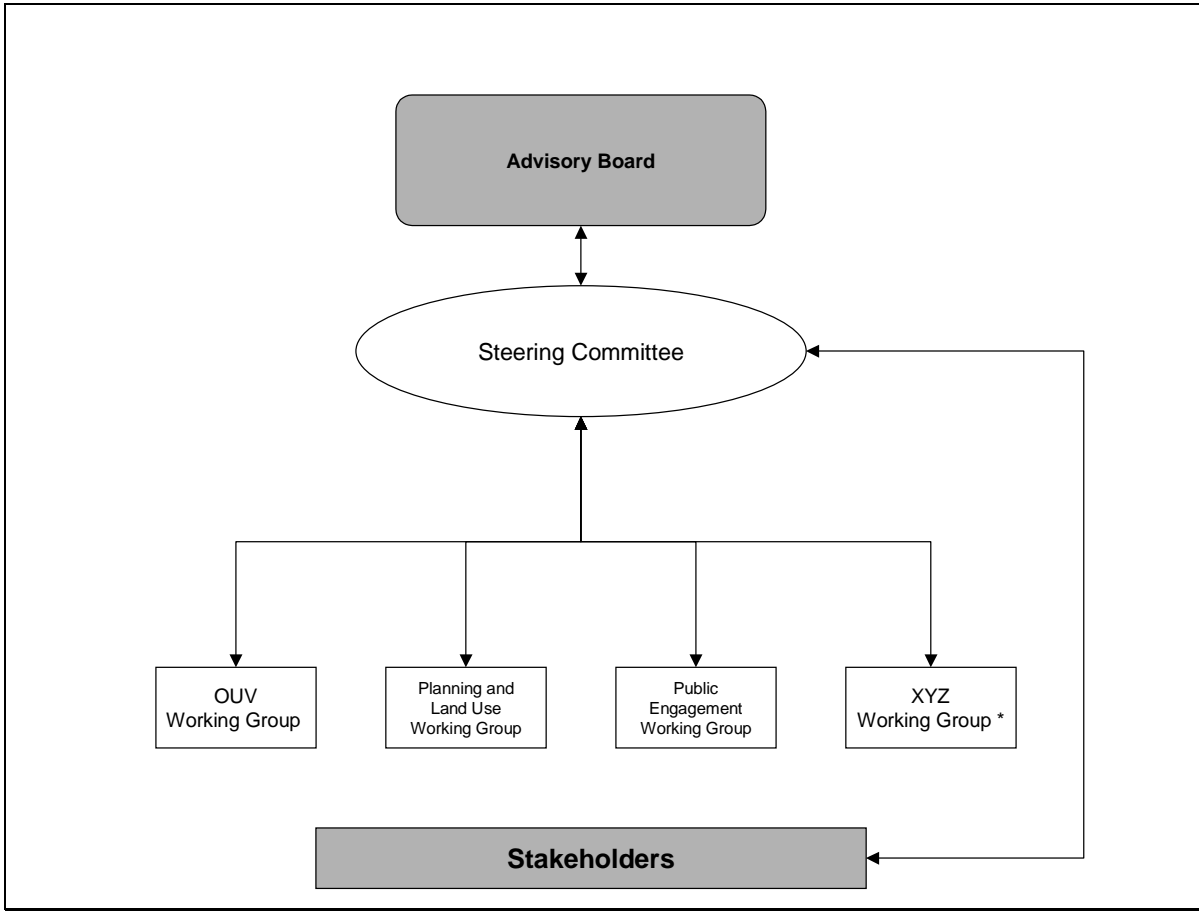 Advisory Board
Steering Committee
OUV
Working Group
Planning and
Land Use
Working Group
Public
Engagement
Working Group
XYZ
Working Group *
Stakeholders